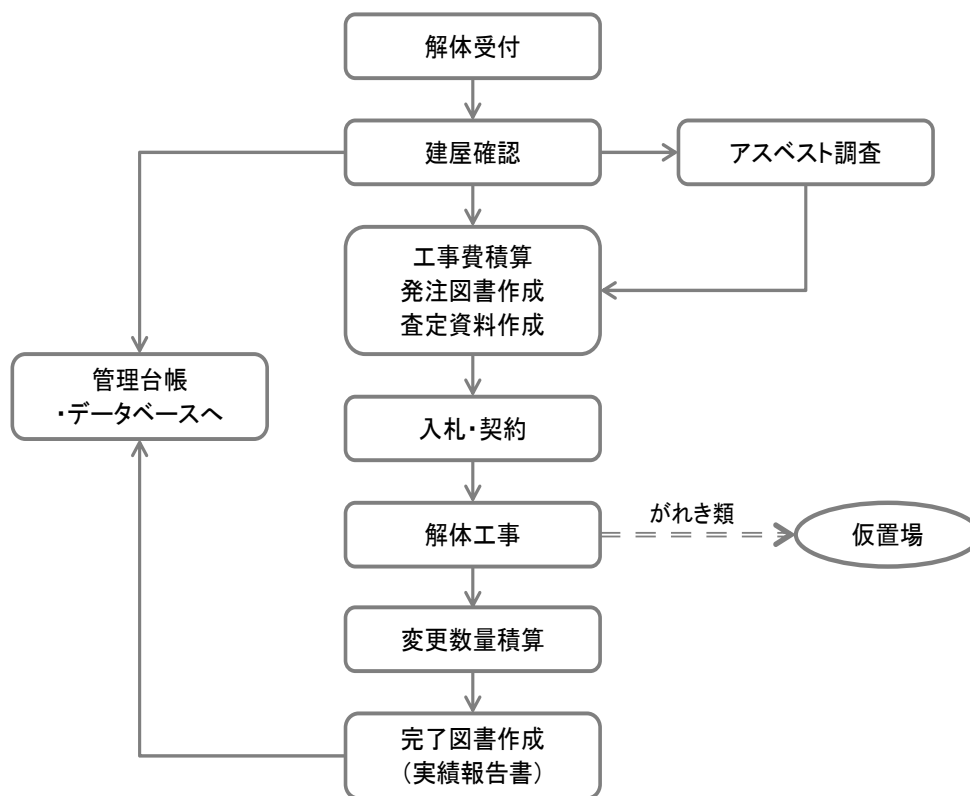 解体受付
建屋確認
アスベスト調査
工事費積算
発注図書作成
査定資料作成
管理台帳
・データベースへ
入札・契約
がれき類
解体工事
仮置場
変更数量積算
完了図書作成
（実績報告書）